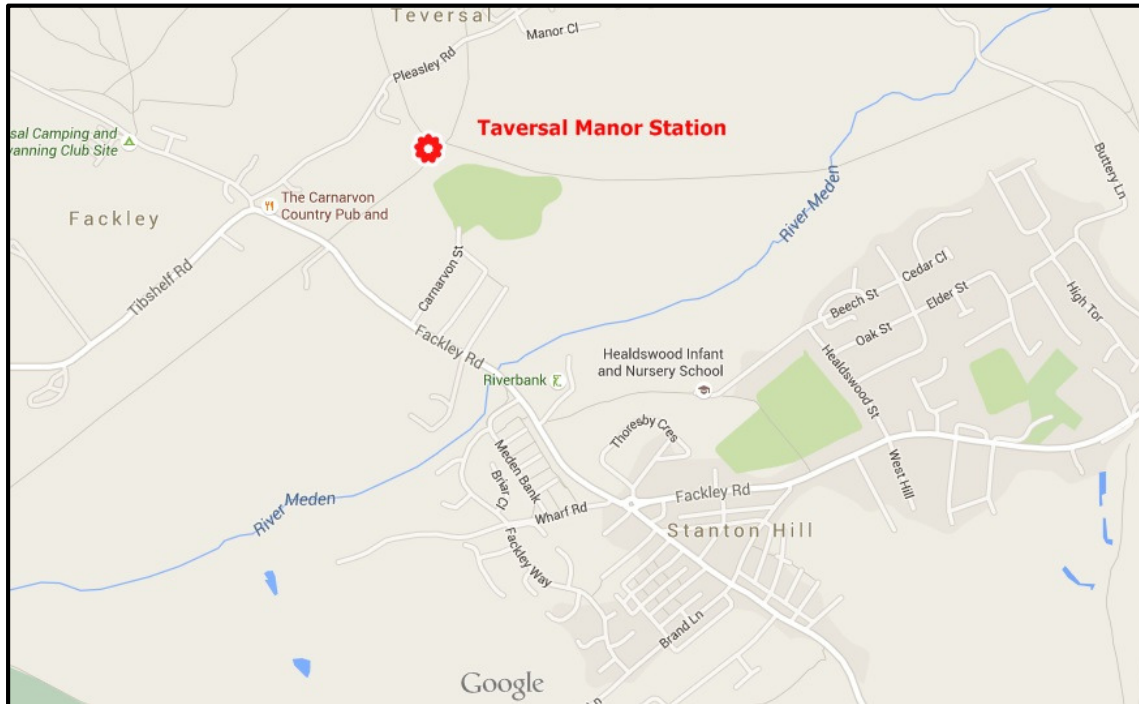 Teversal
Manor Cl
Pleasley Rd
Taversal Manor Station
sal Camping and
vanning Club Site
Buttery Ln
The Carnarvon
Country Pub and
Fackley
River Meden
Carnarvon St
Tibshelf Rd
Cedar Cl
Beech St
Elder St
High Tor
Oak St
Fackley Rd
Healdswood Infant
and Nursery School
Riverbank
Healdswood St
Thoresby Cres
Meden Bank
Briar Cl
West Hill
Fackley Rd
River Meden
Wharf Rd
Stanton Hill
Fackley Way
Brand Ln
Google
Ln